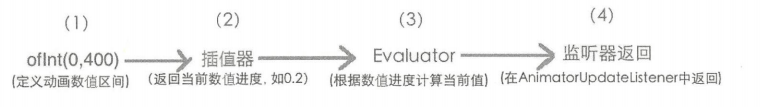 (1) (2) (3) (4)
ofInt(0,400) 插值器 Evaluator 监听器返回
(定义动画数值区间) (返回当前数值进度, 如0.2) (根据数值进度计算当前值) (在AnimatorUpdateListener中返回)